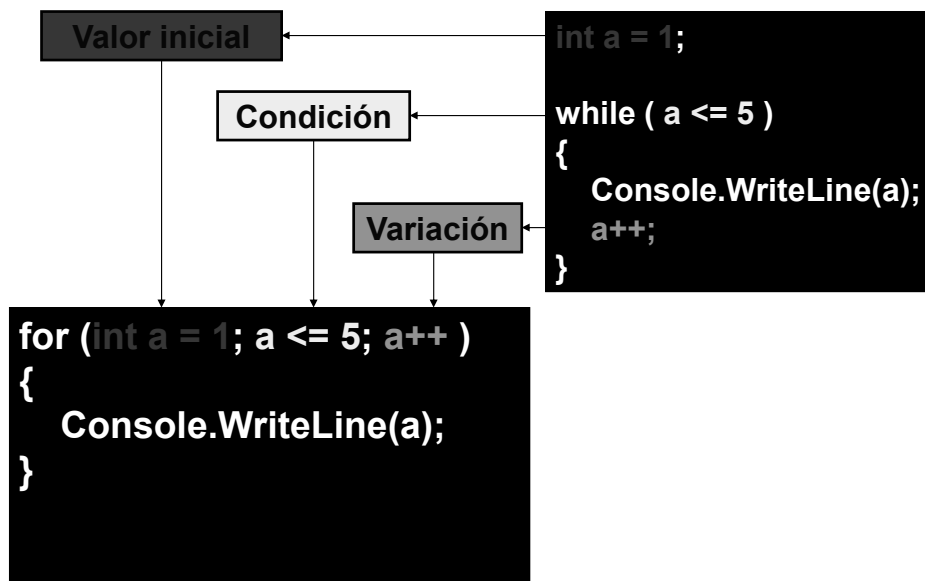 Valor inicial
Condición
Variación
int a = 1;
while ( a <= 5 )
{
Console.WriteLine(a);
a++;
}
for (int a = 1; a <= 5; a++ )
{
Console.WriteLine(a);
}